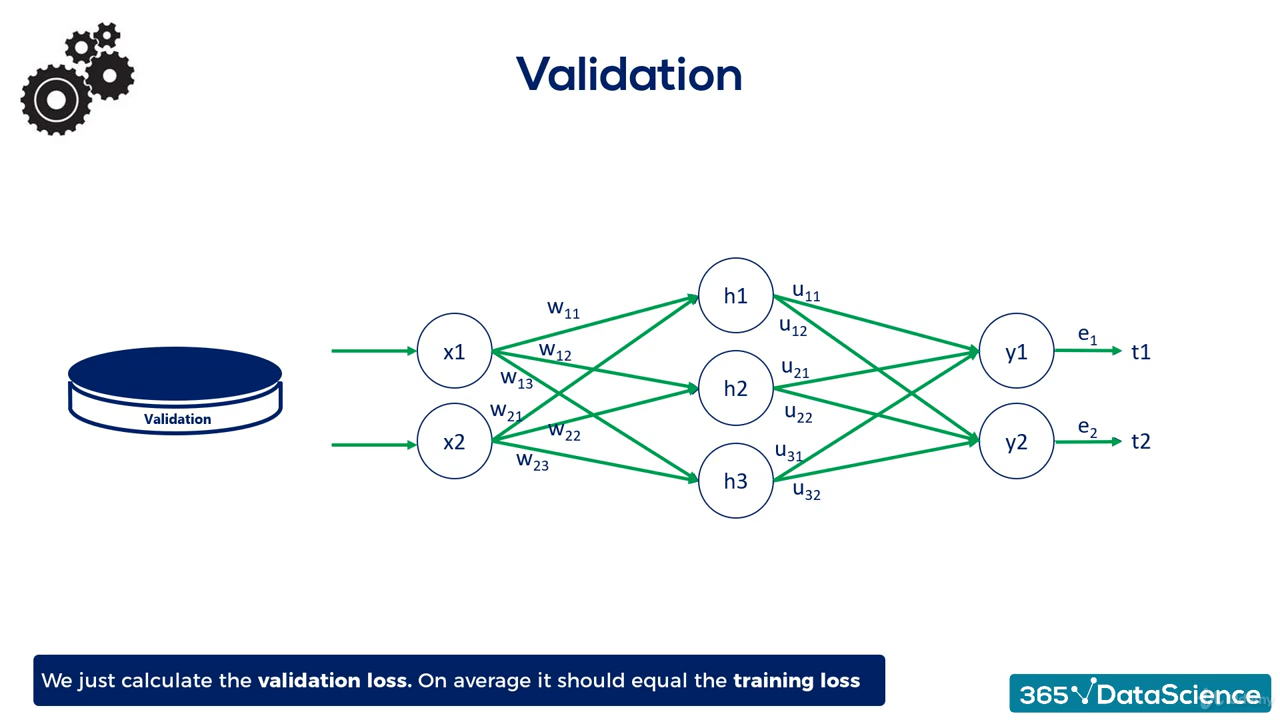 Validation
Validation
x1
x2
w11
w12
w13
w21
w22
w23
h1
h2
h3
u11
u12
u21
u22
u31
u32
y1
y2
e1
t1
e2
t2
We just calculate the validation loss. On average it should equal the training loss
365 DataScience